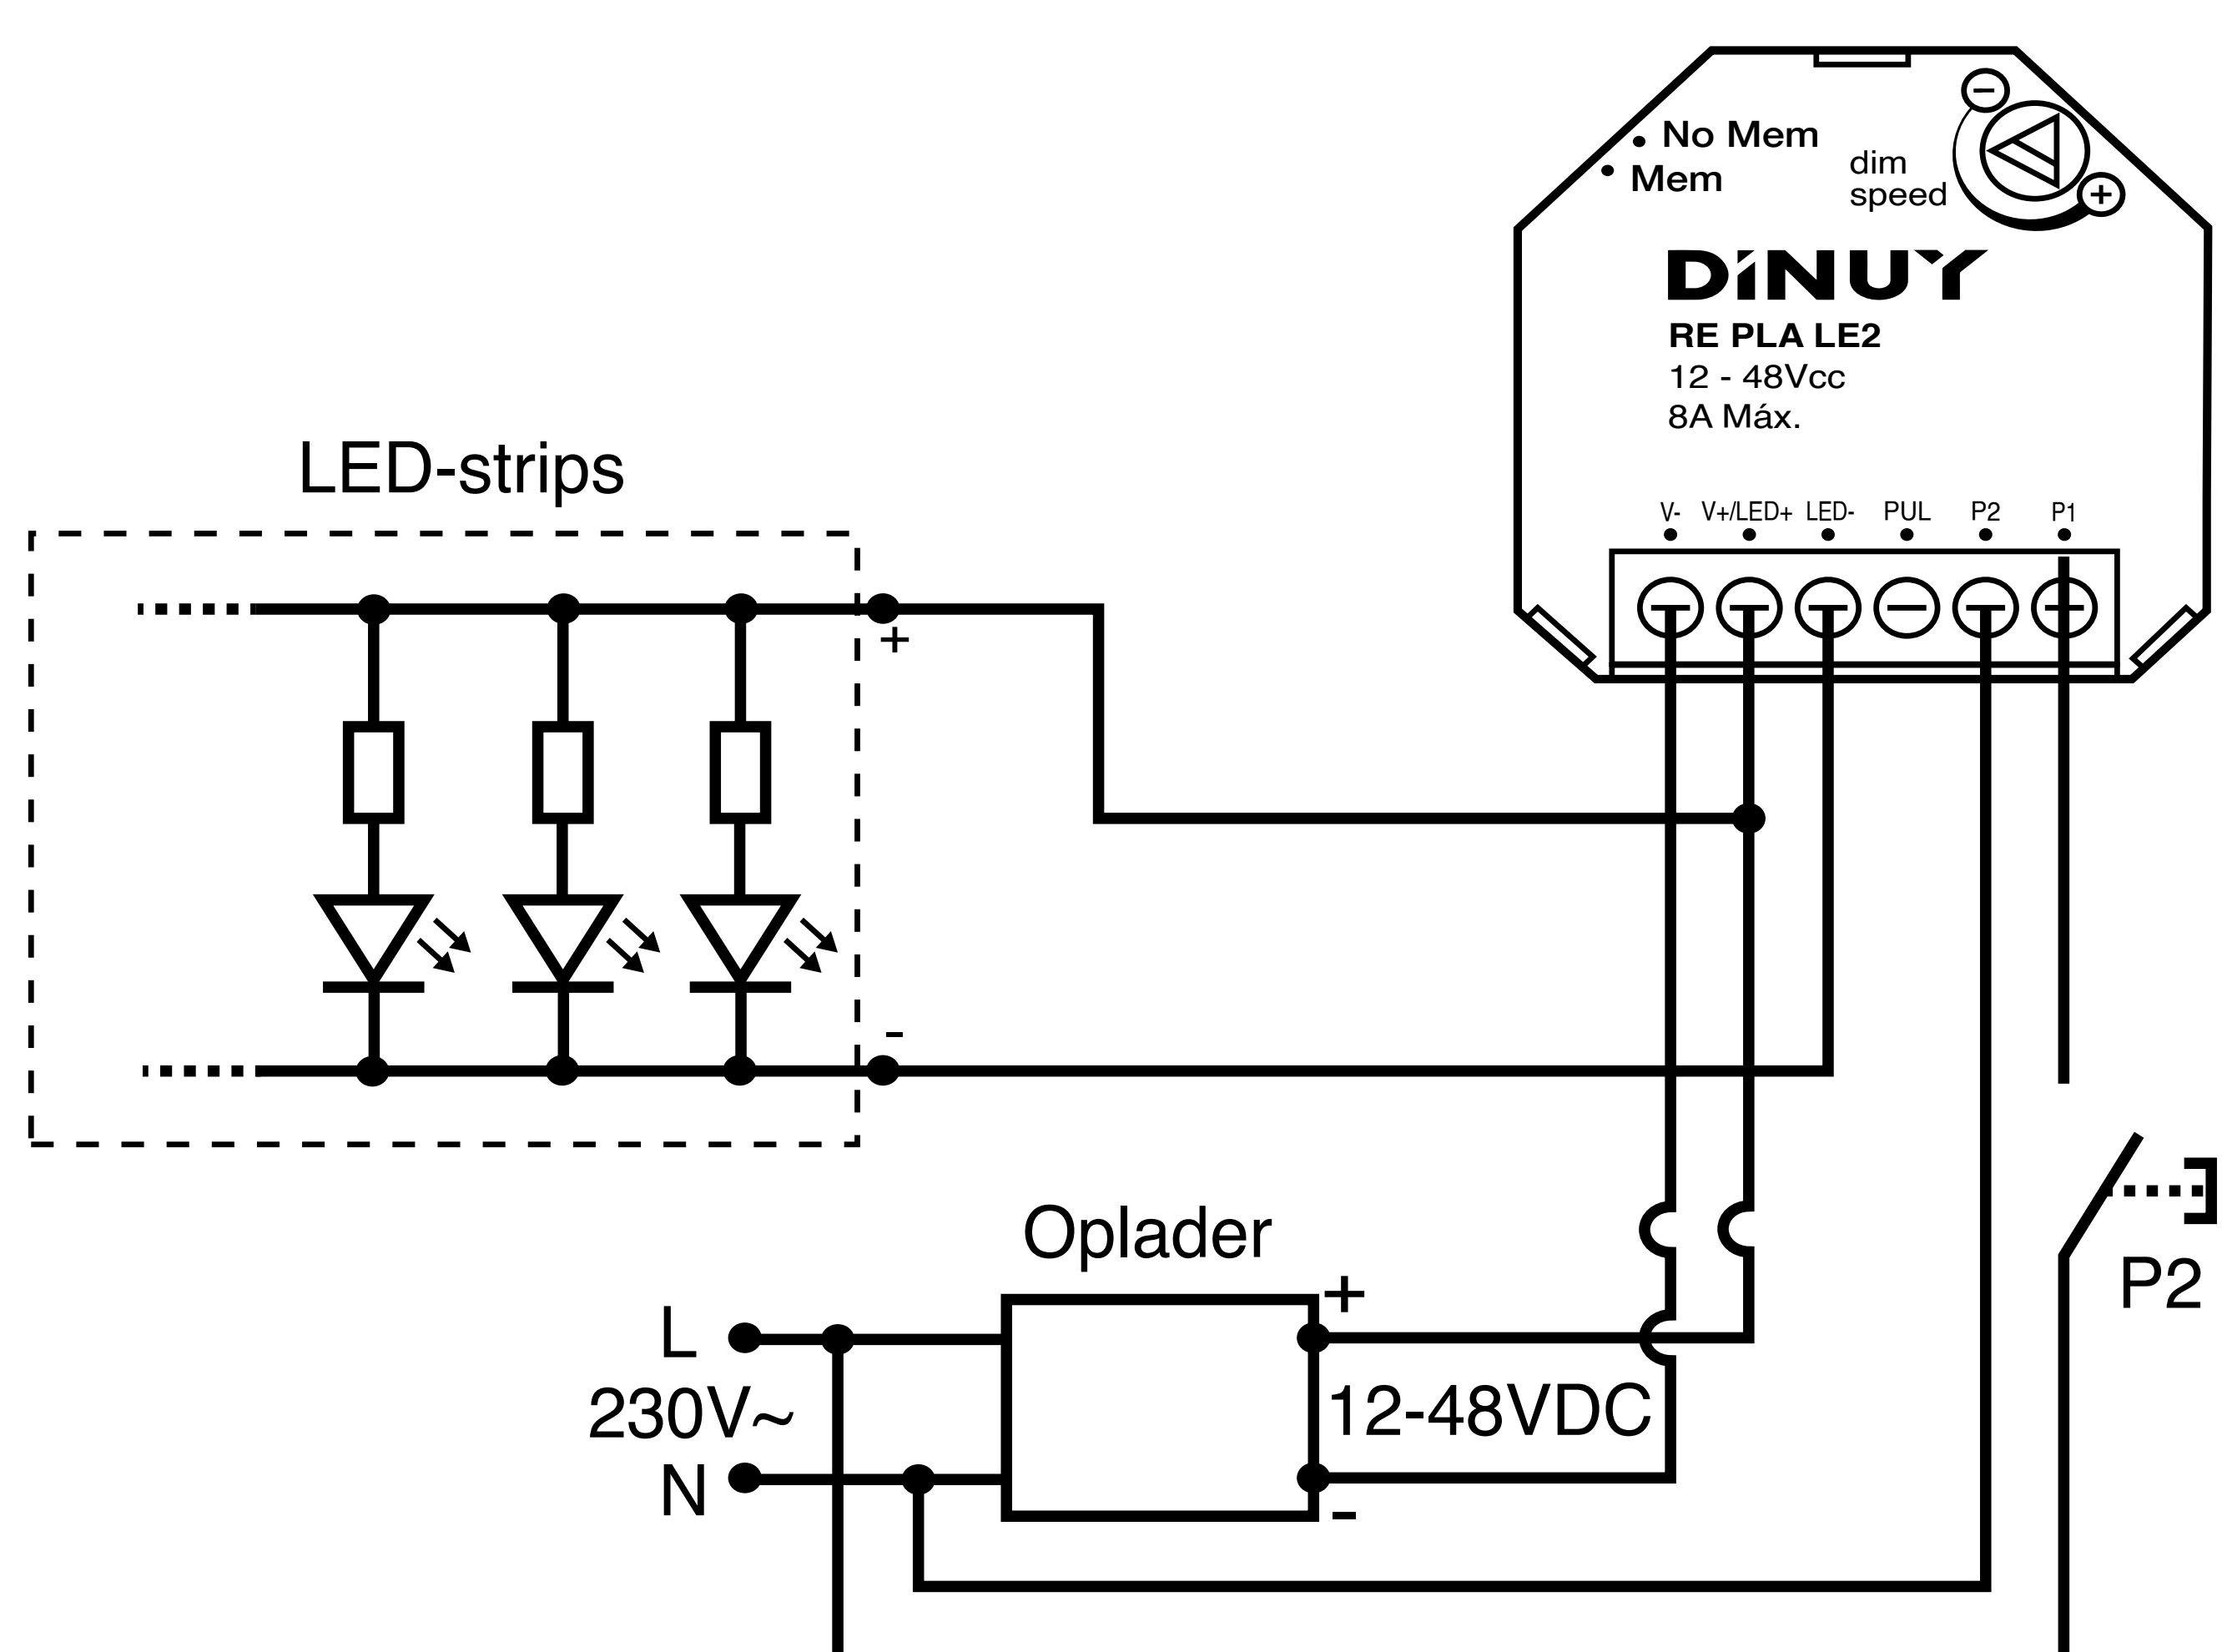 No Mem
Mem
dim
speed
DINUY
RE PLA LE2
12 - 48Vcc
8A Máx.
V- V+/LED+ LED- PUL P2 P1
LED-strips
+
-
Oplader
L
230V~
N
+
12-48VDC
-
P2